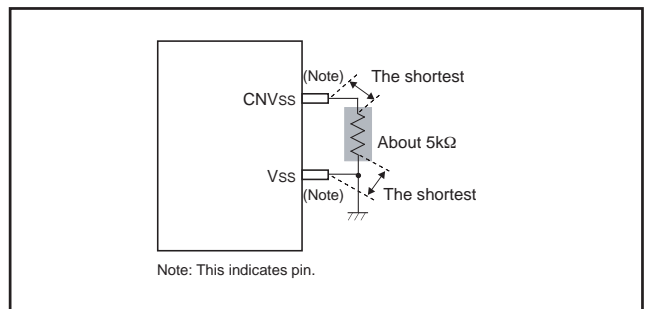 (Note) The shortest
CNVSS
About 5kΩ
VSS
(Note) The shortest
Note: This indicates pin.